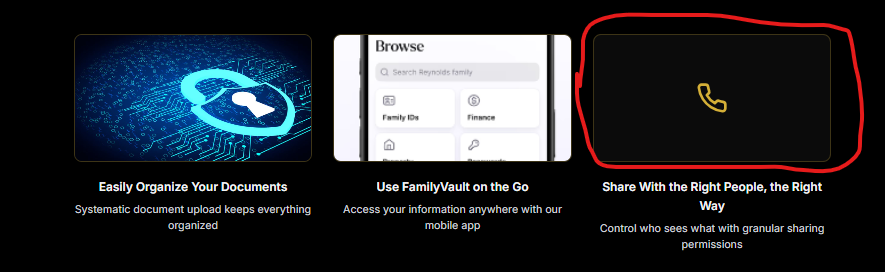 Browse
Search Reynolds family
Family IDs
Finance
Easily Organize Your Documents
Systematic document upload keeps everything
organized
Use FamilyVault on the Go
Access your information anywhere with our
mobile app
Share With the Right People, the Right
Way
Control who sees what with granular sharing
permissions